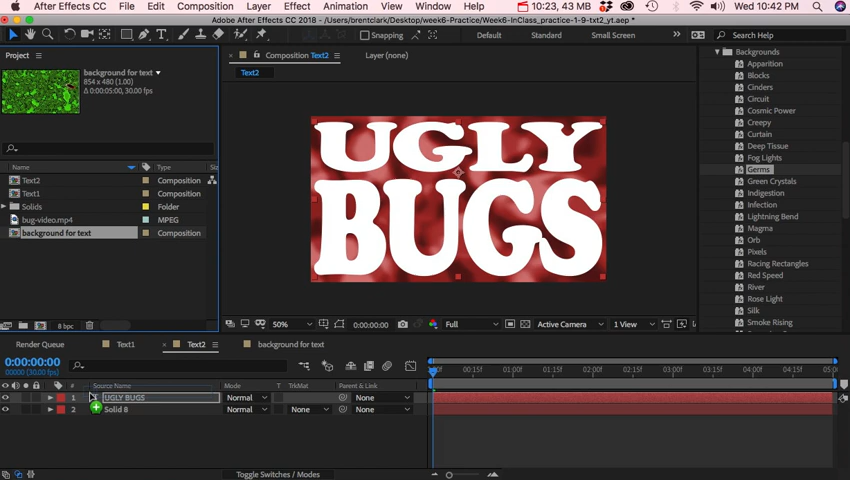 After Effects CC File Edit Composition Layer Effect Animation View Window Help 10:23, 43 MB Wed 10:42 PM
Adobe After Effects CC 2018 - /Users/brentclark/Desktop/week6-Practice/Week6-InClass_practice-1-9-txt2_yt.aep *
Snapping Default Standard Small Screen Search Help
Project Composition Text2 Layer (none)
Text2
background for text
854 x 480 (1.00)
Δ 0:00:05:00, 30.00 fps
Name Type Size
Text2 Composition
Text1 Composition
Solids Folder
bug-video.mp4 MPEG
background for text Composition
UGLY
BUGS
Backgrounds
Apparition
Blocks
Cinders
Circuit
Cosmic Power
Creepy
Curtain
Deep Tissue
Fog Lights
Germs
Green Crystals
Indigestion
Infection
Lightning Bend
Magma
Orb
Pixels
Racing Rectangles
Red Speed
River
Rose Light
Silk
Smoke Rising
8 bpc 50% 0:00:00:00 Full Active Camera 1 View
Render Queue Text1 Text2 background for text
0:00:00:00
00000 (30.00 fps)
00:15f 01:00f 01:15f 02:00f 02:15f 03:00f 03:15f 04:00f 04:15f 05:00
# Source Name Mode T TrkMat Parent & Link
1 T UGLY BUGS Normal None
2 Solid 8 Normal None None
Toggle Switches / Modes